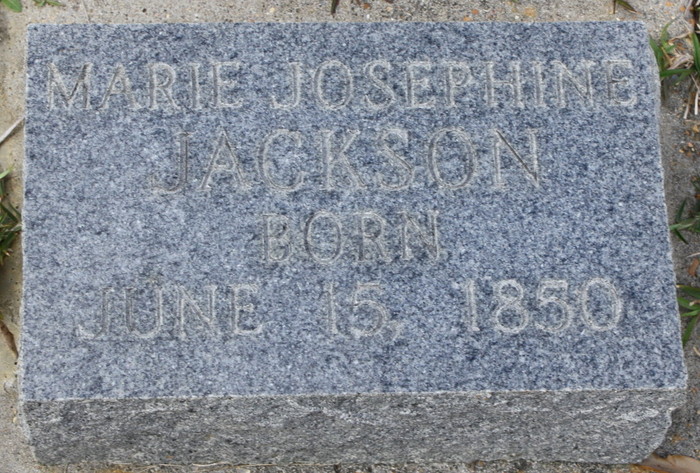 MARIE JOSEPHINE
JACKSON
BORN
JUNE 15, 1850